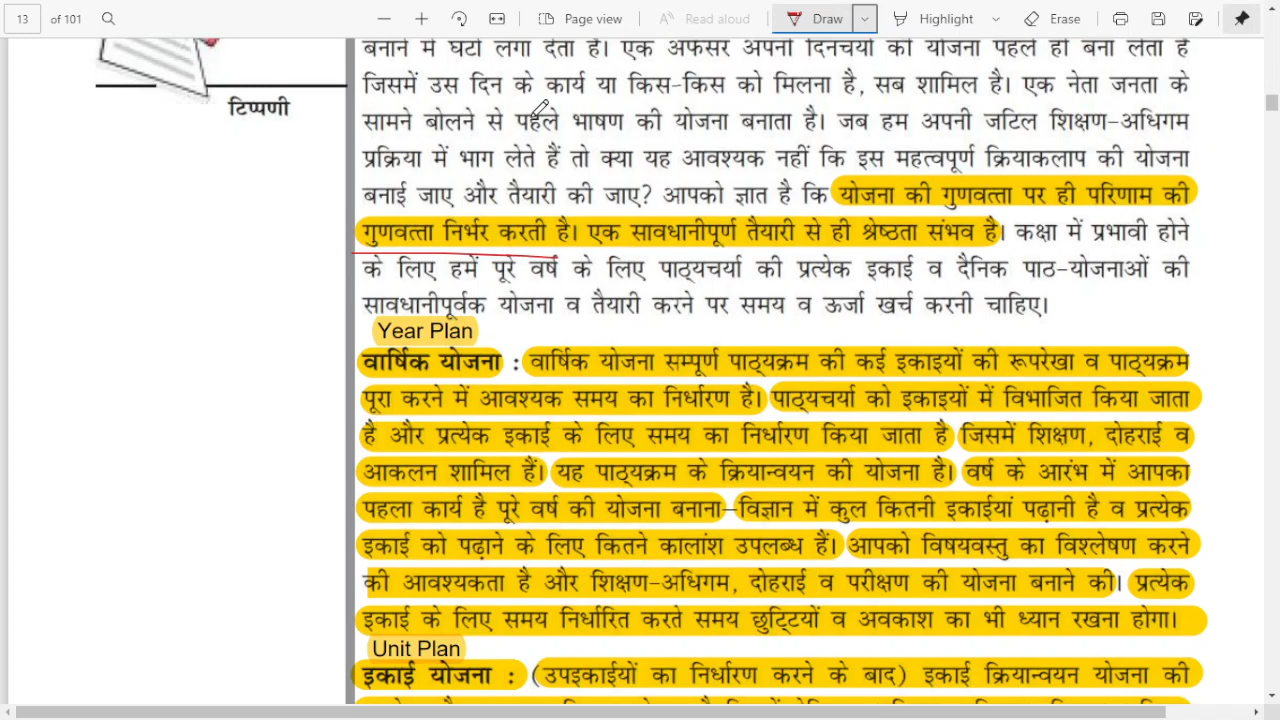 13 of 101 Page view Read aloud Draw Highlight Erase
बनाने में घंटों लगा देता है। एक अफसर अपनी दिनचर्या की योजना पहले ही बना लेता है
जिसमें उस दिन के कार्य या किस-किस को मिलना है, सब शामिल है। एक नेता जनता के
टिप्पणी
सामने बोलने से पहले भाषण की योजना बनाता है। जब हम अपनी जटिल शिक्षण-अधिगम
प्रक्रिया में भाग लेते हैं तो क्या यह आवश्यक नहीं कि इस महत्वपूर्ण क्रियाकलाप की योजना
बनाई जाए और तैयारी की जाए? आपको ज्ञात है कि योजना की गुणवत्ता पर ही परिणाम की
गुणवत्ता निर्भर करती है। एक सावधानीपूर्ण तैयारी से ही श्रेष्ठता संभव है। कक्षा में प्रभावी होने
के लिए हमें पूरे वर्ष के लिए पाठ्यचर्या की प्रत्येक इकाई व दैनिक पाठ-योजनाओं की
सावधानीपूर्वक योजना व तैयारी करने पर समय व ऊर्जा खर्च करनी चाहिए।
Year Plan
वार्षिक योजना : वार्षिक योजना सम्पूर्ण पाठ्यक्रम की कई इकाइयों की रूपरेखा व पाठ्यक्रम
पूरा करने में आवश्यक समय का निर्धारण है। पाठ्यचर्या को इकाइयों में विभाजित किया जाता
है और प्रत्येक इकाई के लिए समय का निर्धारण किया जाता है जिसमें शिक्षण, दोहराई व
आकलन शामिल हैं। यह पाठ्यक्रम के क्रियान्वयन की योजना है। वर्ष के आरंभ में आपका
पहला कार्य है पूरे वर्ष की योजना बनाना–विज्ञान में कुल कितनी इकाईयां पढ़ानी है व प्रत्येक
इकाई को पढ़ाने के लिए कितने कालांश उपलब्ध हैं। आपको विषयवस्तु का विश्लेषण करने
की आवश्यकता है और शिक्षण-अधिगम, दोहराई व परीक्षण की योजना बनाने की। प्रत्येक
इकाई के लिए समय निर्धारित करते समय छुट्टियों व अवकाश का भी ध्यान रखना होगा।
Unit Plan
इकाई योजना : (उपइकाईयों का निर्धारण करने के बाद) इकाई क्रियान्वयन योजना की